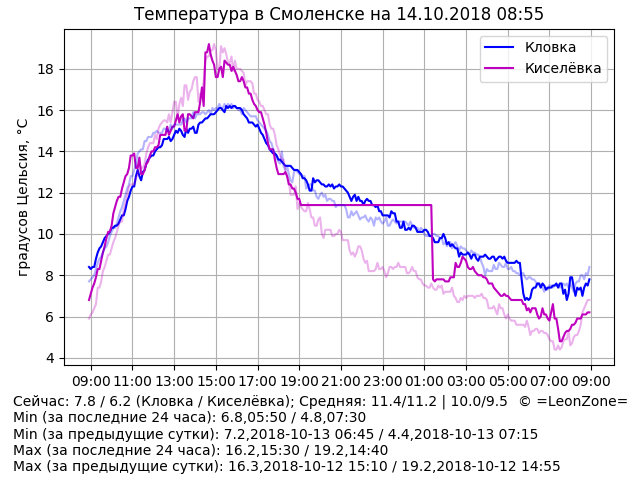 Температура в Смоленске на 14.10.2018 08:55
Кловка
Киселёвка
градусов Цельсия, °C
18
16
14
12
10
8
6
4
09:00 11:00 13:00 15:00 17:00 19:00 21:00 23:00 01:00 03:00 05:00 07:00 09:00
Сейчас: 7.8 / 6.2 (Кловка / Киселёвка); Средняя: 11.4/11.2 | 10.0/9.5 © =LeonZone=
Min (за последние 24 часа): 6.8,05:50 / 4.8,07:30
Min (за предыдущие сутки): 7.2,2018-10-13 06:45 / 4.4,2018-10-13 07:15
Max (за последние 24 часа): 16.2,15:30 / 19.2,14:40
Max (за предыдущие сутки): 16.3,2018-10-12 15:10 / 19.2,2018-10-12 14:55